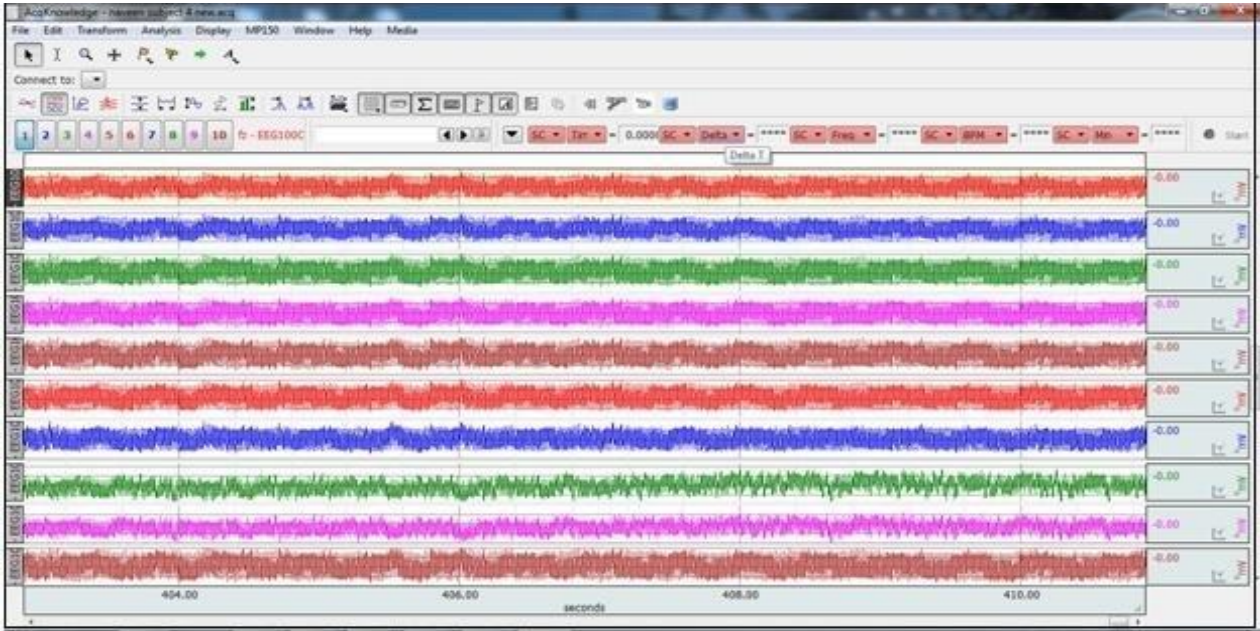 AcqKnowledge - naveen subject 4 new.acq
File Edit Transform Analysis Display MP150 Window Help Media
Connect to:
1 2 3 4 5 6 7 8 9 10 fz - EEG100C SC Tim = 0.000 SC Delta = **** SC Freq = **** SC BPM = **** SC Min = **** Start
Delta T
-0.00
-0.00
-0.00
-0.00
-0.00
-0.00
-0.00
-0.00
-0.00
-0.00
404.00 406.00 408.00 410.00
seconds